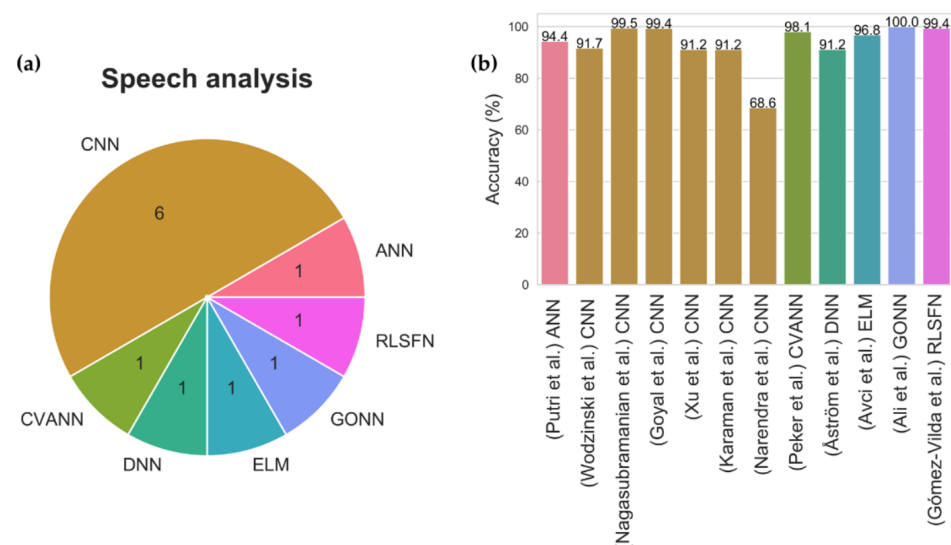 (a)
Speech analysis
CNN
6
ANN
1
RLSFN
1
GONN
1
ELM
1
DNN
1
CVANN
1
(b)
Accuracy (%)
100
80
60
40
20
0
94.4
91.7
99.5
99.4
91.2
91.2
68.6
98.1
91.2
96.8
100.0
99.4
(Putri et al.) ANN
(Wodzinski et al.) CNN
Nagasubramanian et al.) CNN
(Goyal et al.) CNN
(Xu et al.) CNN
(Karaman et al.) CNN
(Narendra et al.) CNN
(Peker et al.) CVANN
(Åström et al.) DNN
(Avci et al.) ELM
(Ali et al.) GONN
(Gómez-Vilda et al.) RLSFN